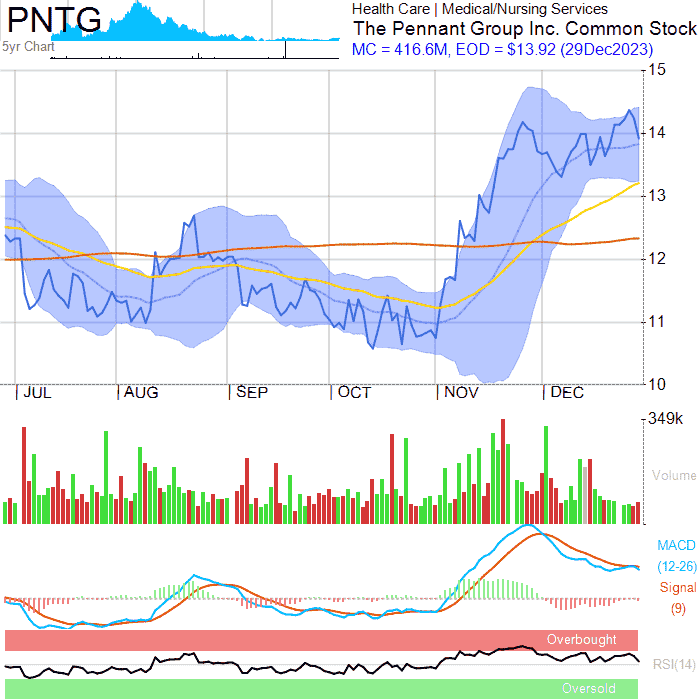 PNTG
5yr Chart
Health Care | Medical/Nursing Services
The Pennant Group Inc. Common Stock
MC = 416.6M, EOD = $13.92 (29Dec2023)
15
14
13
12
11
10
JUL AUG SEP OCT NOV DEC
349k
Volume
MACD
(12-26)
Signal
(9)
Overbought
RSI(14)
Oversold